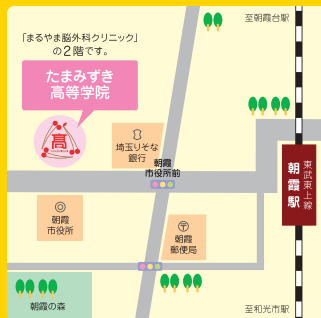 至朝霞台駅
「まるやま脳外科クリニック」
の2階です。
たまみずき
高等学院
高
埼玉りそな
銀行
朝霞
市役所前
東武東上線
朝霞駅
朝霞
市役所
朝霞
郵便局
朝霞の森
至和光市駅